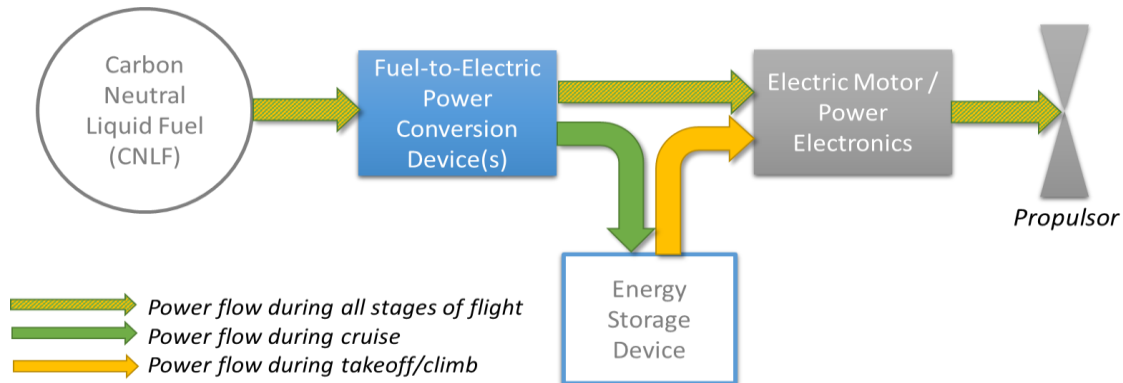 Carbon
Neutral
Liquid Fuel
(CNLF)
Fuel-to-Electric
Power
Conversion
Device(s)
Electric Motor /
Power
Electronics
Propulsor
Energy
Storage
Device
Power flow during all stages of flight
Power flow during cruise
Power flow during takeoff/climb